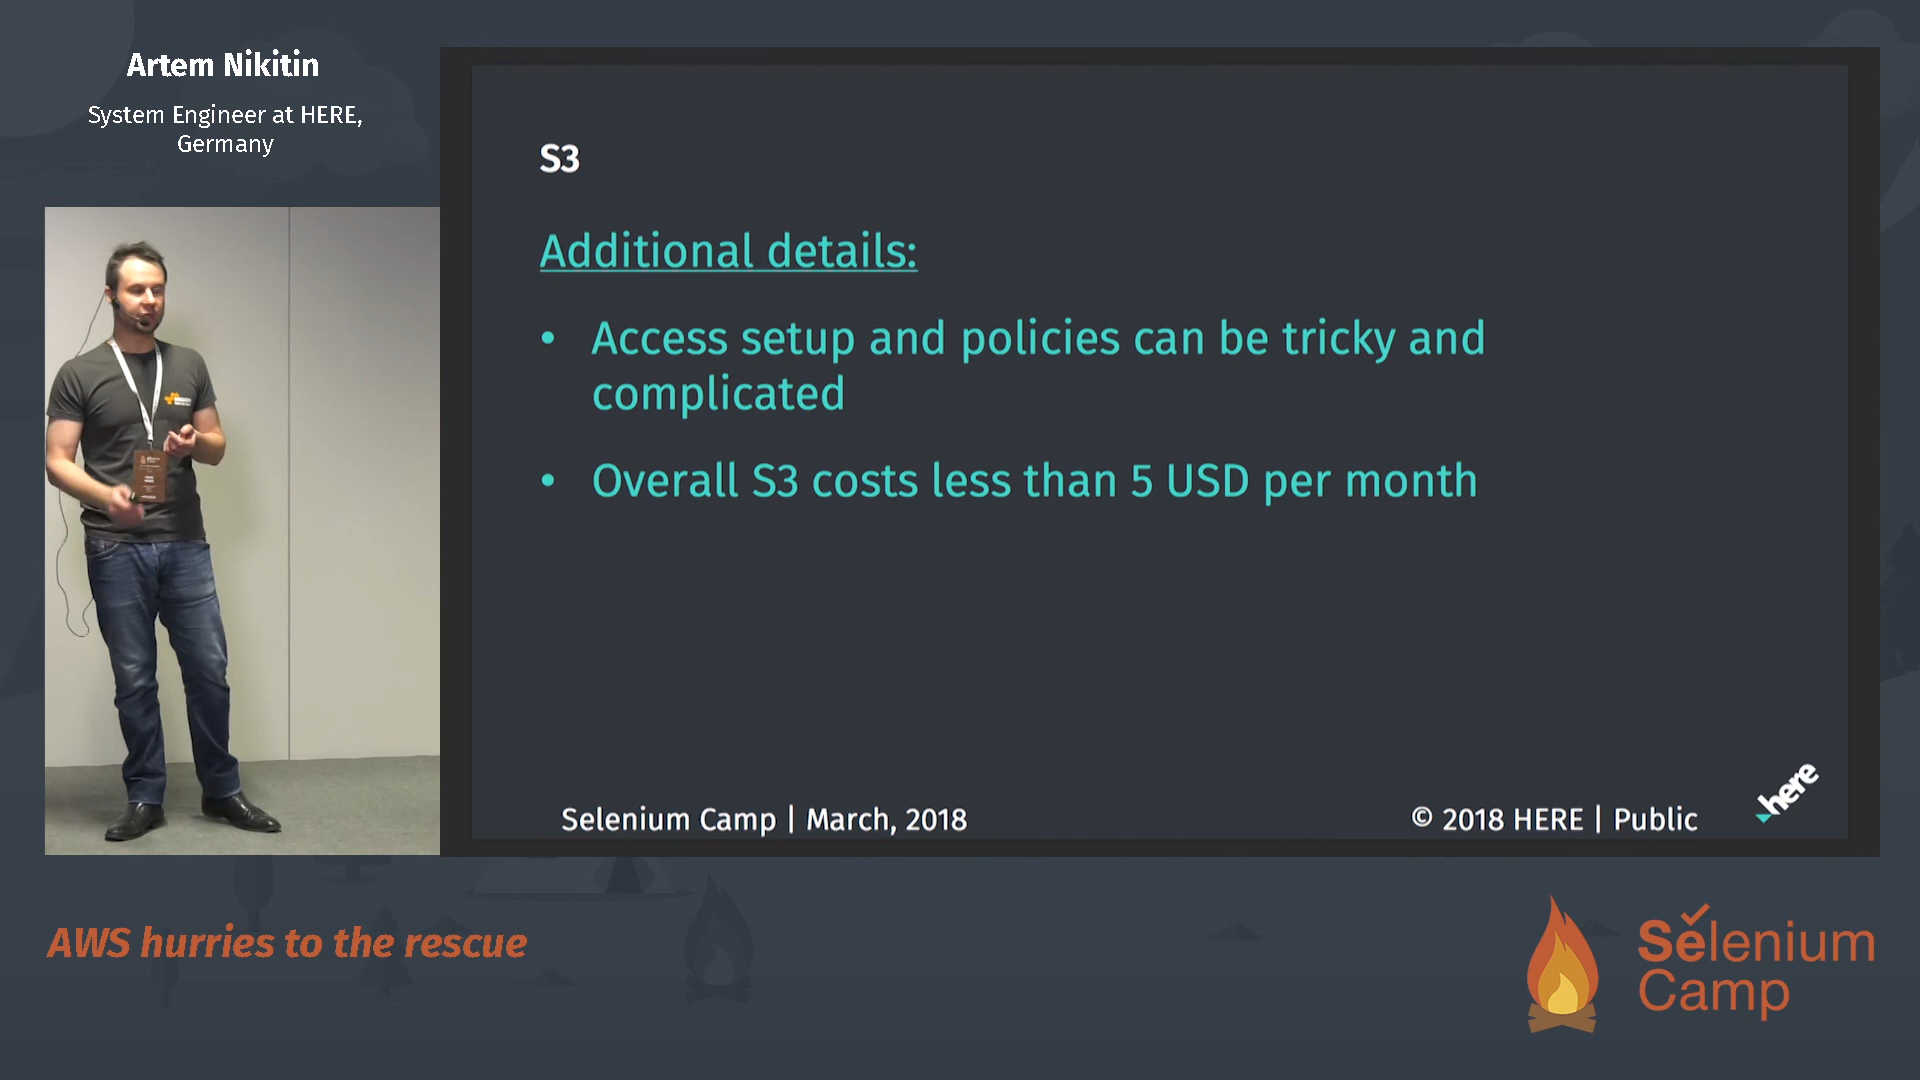 Artem Nikitin
System Engineer at HERE,
Germany
S3
Additional details:
• Access setup and policies can be tricky and
complicated
• Overall S3 costs less than 5 USD per month
Selenium Camp | March, 2018
© 2018 HERE | Public
here
AWS hurries to the rescue
Selenium
Camp